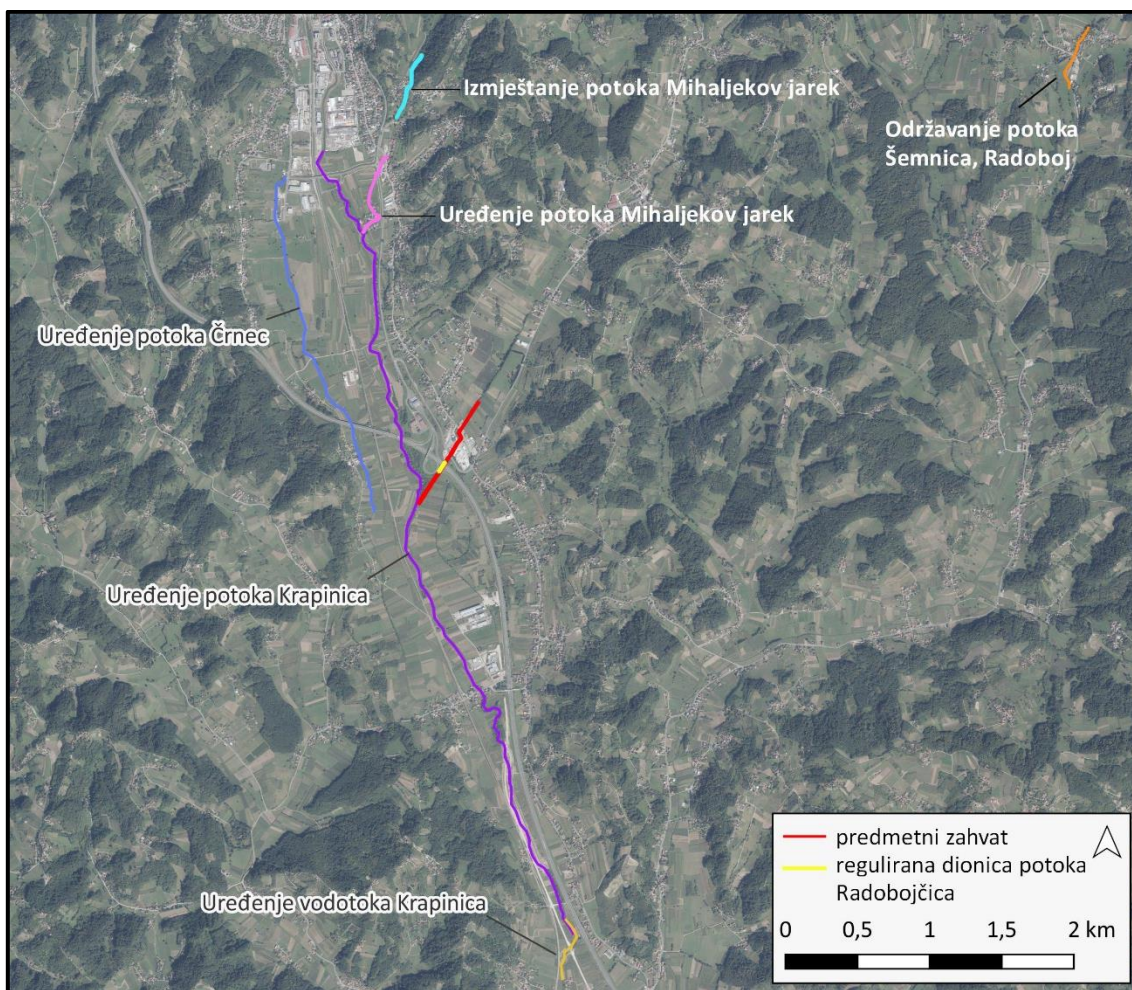 Izmještanje potoka Mihaljekov jarek
Održavanje potoka
Šemnica, Radoboj
Uređenje potoka Mihaljekov jarek
Uređenje potoka Črnec
Uređenje potoka Krapinica
Uređenje vodotoka Krapinica
predmetni zahvat
regulirana dionica potoka
Radobojčica
0 0,5 1 1,5 2 km